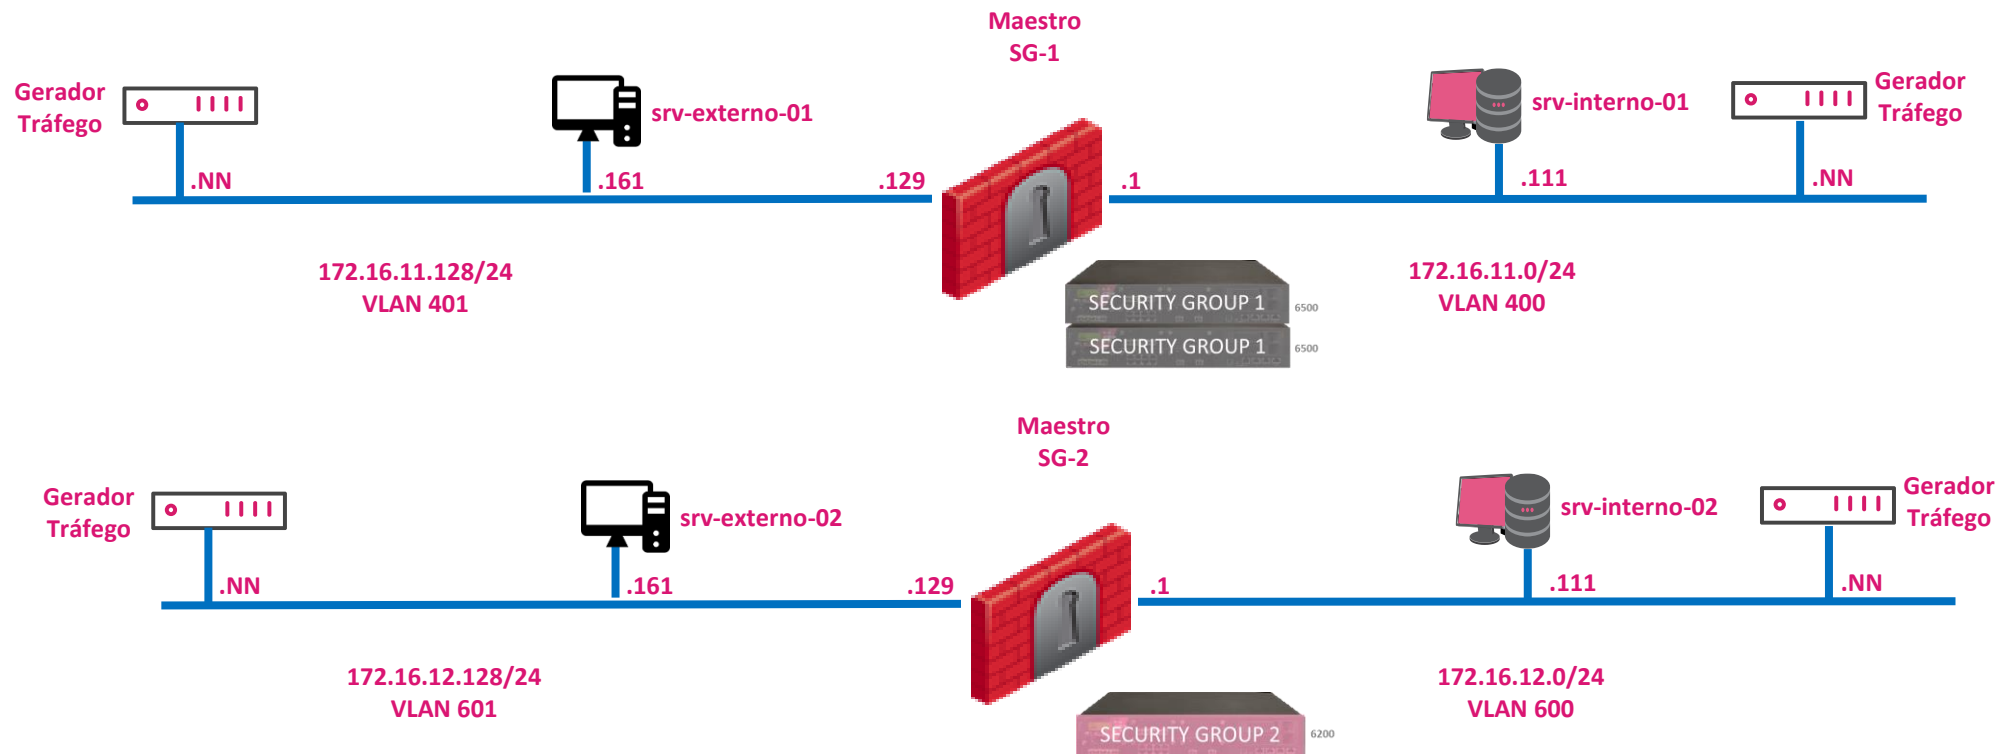 Maestro
SG-1
Gerador
Tráfego
srv-externo-01
srv-interno-01
Gerador
Tráfego
.NN
.161
.129
.1
.111
.NN
172.16.11.128/24
VLAN 401
172.16.11.0/24
VLAN 400
SECURITY GROUP 1
6500
SECURITY GROUP 1
6500
Maestro
SG-2
Gerador
Tráfego
srv-externo-02
srv-interno-02
Gerador
Tráfego
.NN
.161
.129
.1
.111
.NN
172.16.12.128/24
VLAN 601
172.16.12.0/24
VLAN 600
SECURITY GROUP 2
6200